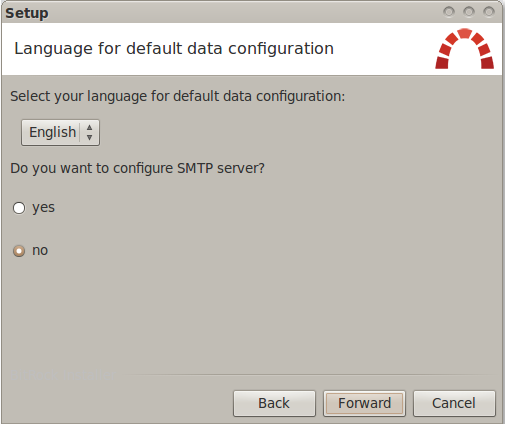 Setup
Language for default data configuration
Select your language for default data configuration:
English
Do you want to configure SMTP server?
yes
no
Back
Forward
Cancel